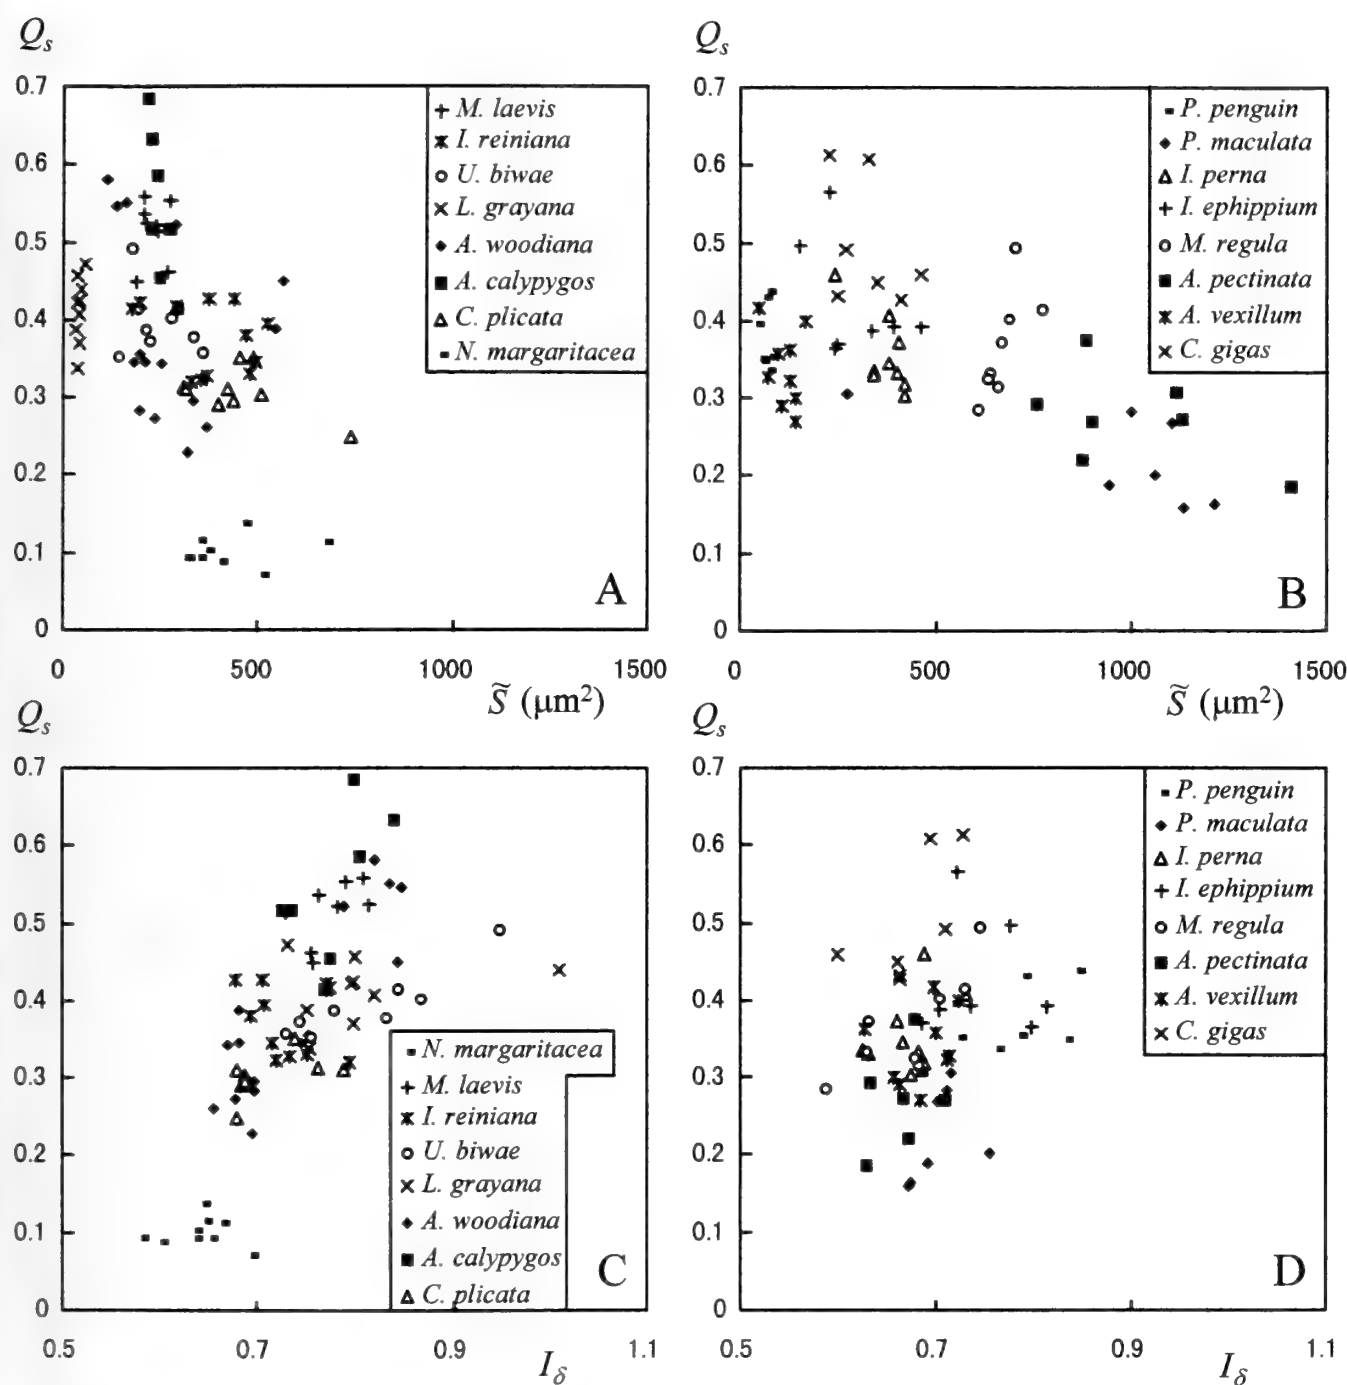 Qs
0.7
0.6
0.5
0.4
0.3
0.2
0.1
0
0 500 1000 1500
S̃ (μm²)
M. laevis
I. reiniana
U. biwae
L. grayana
A. woodiana
A. calypygos
C. plicata
N. margaritacea
A
Qs
0.7
0.6
0.5
0.4
0.3
0.2
0.1
0
0 500 1000 1500
S̃ (μm²)
P. penguin
P. maculata
I. perna
I. ephippium
M. regula
A. pectinata
A. vexillum
C. gigas
B
Qs
0.7
0.6
0.5
0.4
0.3
0.2
0.1
0
0.5 0.7 0.9 1.1
Iδ
N. margaritacea
M. laevis
I. reiniana
U. biwae
L. grayana
A. woodiana
A. calypygos
C. plicata
C
Qs
0.7
0.6
0.5
0.4
0.3
0.2
0.1
0
0.5 0.7 0.9 1.1
Iδ
P. penguin
P. maculata
I. perna
I. ephippium
M. regula
A. pectinata
A. vexillum
C. gigas
D